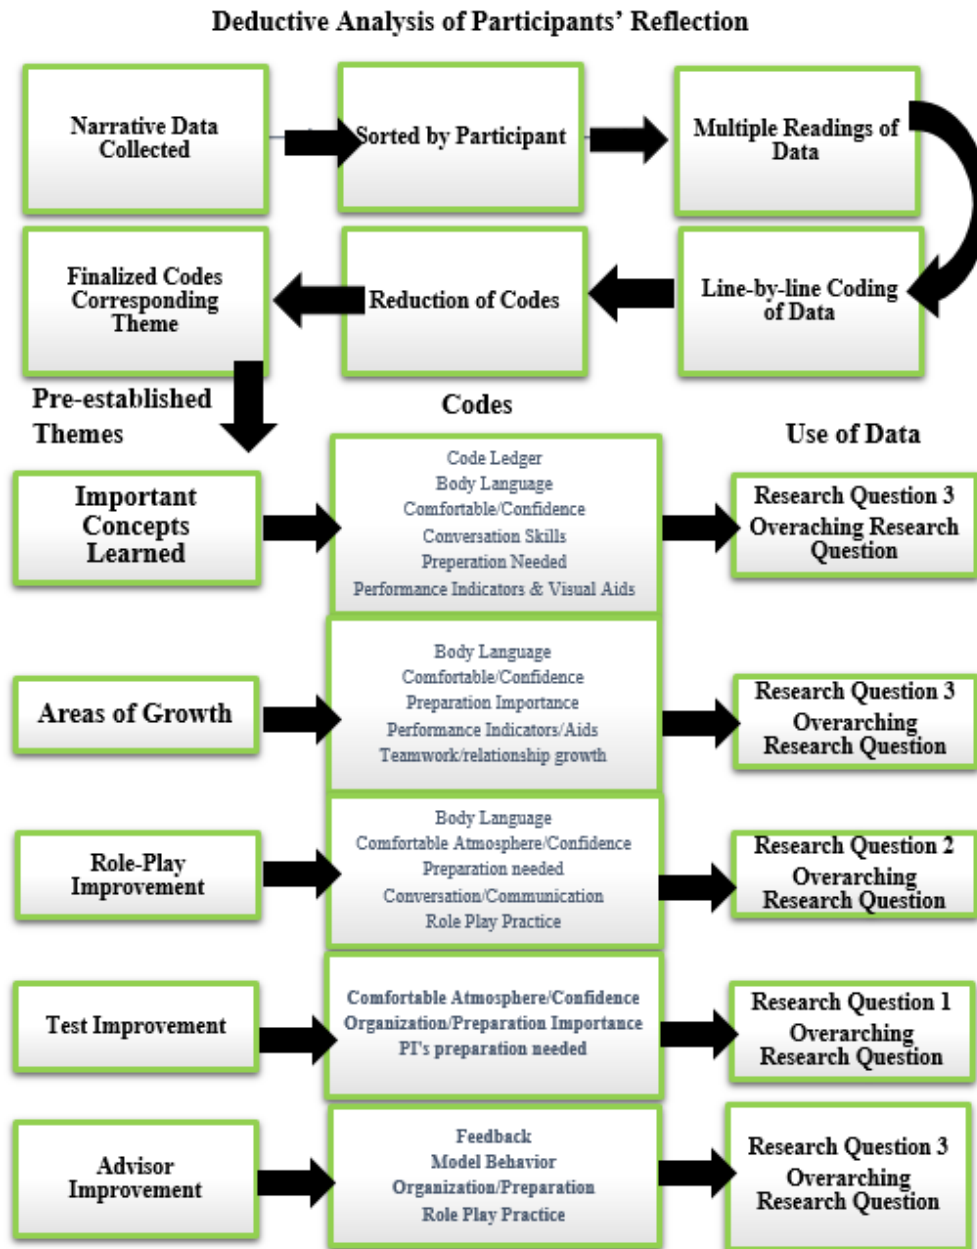 Deductive Analysis of Participants' Reflection
Narrative Data
Collected
Sorted by Participant
Multiple Readings of
Data
Finalized Codes
Corresponding
Theme
Reduction of Codes
Line-by-line Coding
of Data
Pre-established
Themes
Codes
Use of Data
Important
Concepts
Learned
Code Ledger
Body Language
Comfortable/Confidence
Conversation Skills
Preperation Needed
Performance Indicators & Visual Aids
Research Question 3
Overaching Research
Question
Areas of Growth
Body Language
Comfortable/Confidence
Preparation Importance
Performance Indicators/Aids
Teamwork/relationship growth
Research Question 3
Overarching
Research Question
Role-Play
Improvement
Body Language
Comfortable Atmosphere/Confidence
Preparation needed
Conversation/Communication
Role Play Practice
Research Question 2
Overarching
Research Question
Test Improvement
Comfortable Atmosphere/Confidence
Organization/Preparation Importance
PI's preparation needed
Research Question 1
Overarching
Research Question
Advisor
Improvement
Feedback
Model Behavior
Organization/Preparation
Role Play Practice
Research Question 3
Overarching
Research Question